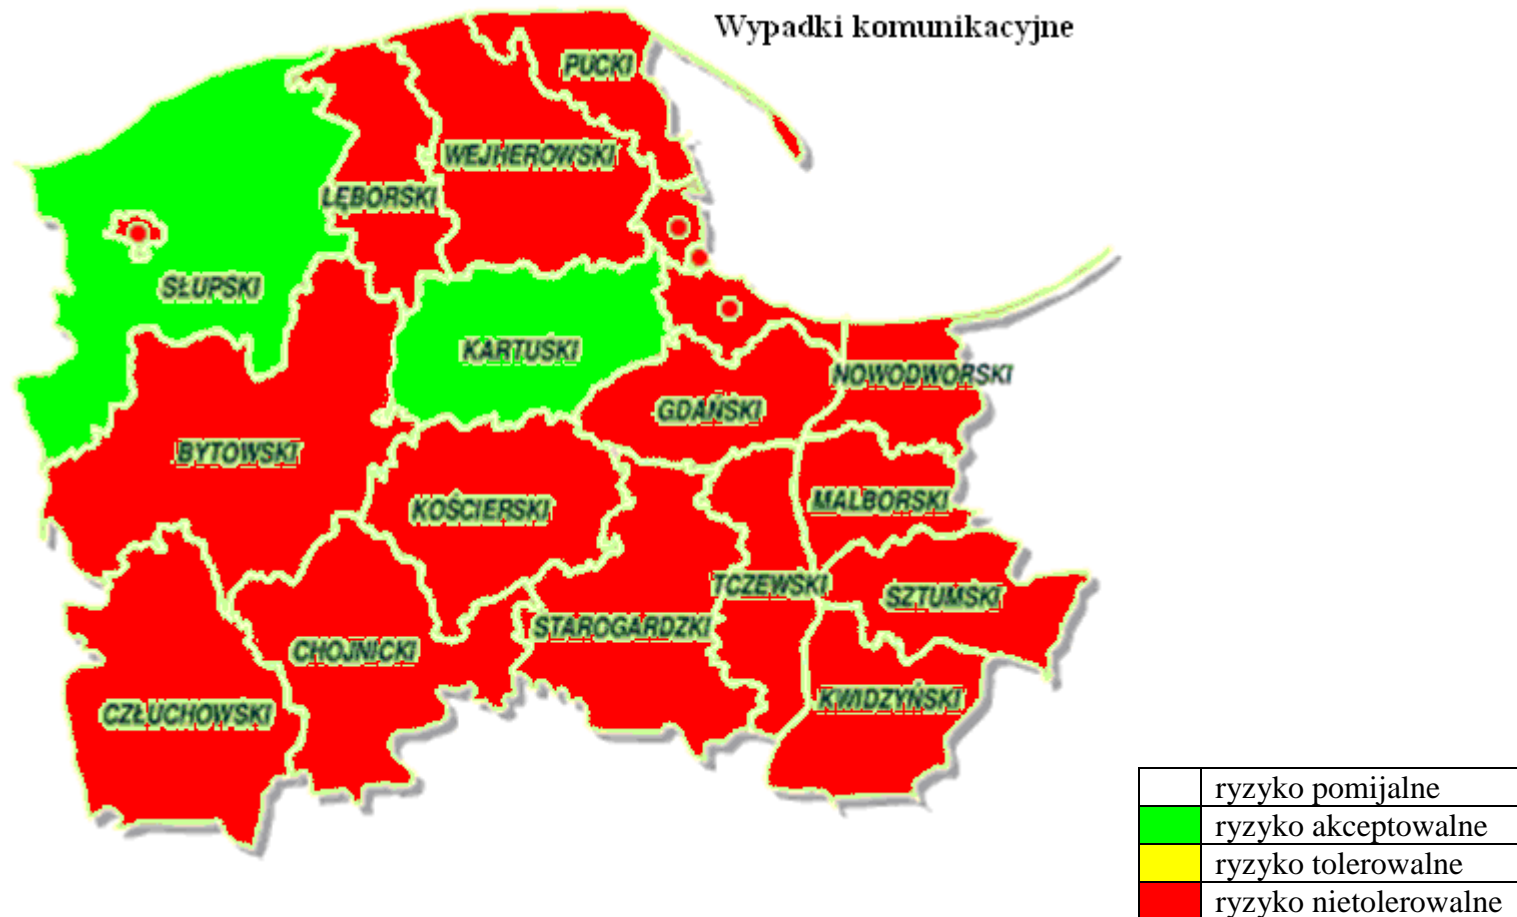 Wypadki komunikacyjne
PUCKI
WEJHEROWSKI
LĘBORSKI
SŁUPSKI
KARTUSKI
NOWODWORSKI
GDAŃSKI
BYTOWSKI
MALBORSKI
KOŚCIERSKI
TCZEWSKI
SZTUMSKI
STAROGARDZKI
CHOJNICKI
KWIDZYŃSKI
CZŁUCHOWSKI
ryzyko pomijalne
ryzyko akceptowalne
ryzyko tolerowalne
ryzyko nietolerowalne